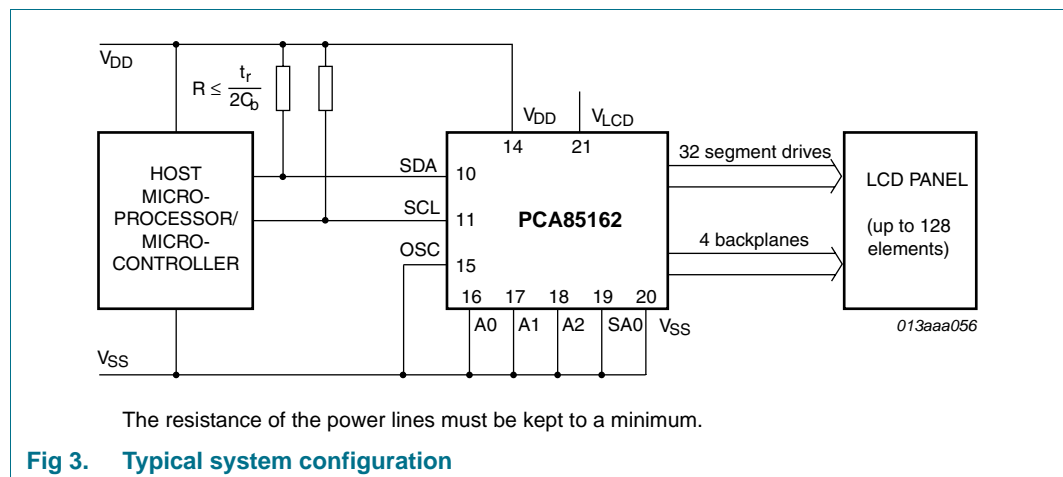 VDD
R ≤ tr
2Cb
VDD
VLCD
14
21
HOST
MICRO-
PROCESSOR/
MICRO-
CONTROLLER
SDA
10
SCL
11
OSC
15
PCA85162
16
17
18
19
20
A0
A1
A2
SA0
VSS
32 segment drives
4 backplanes
LCD PANEL
(up to 128
elements)
013aaa056
VSS
The resistance of the power lines must be kept to a minimum.
Fig 3. Typical system configuration